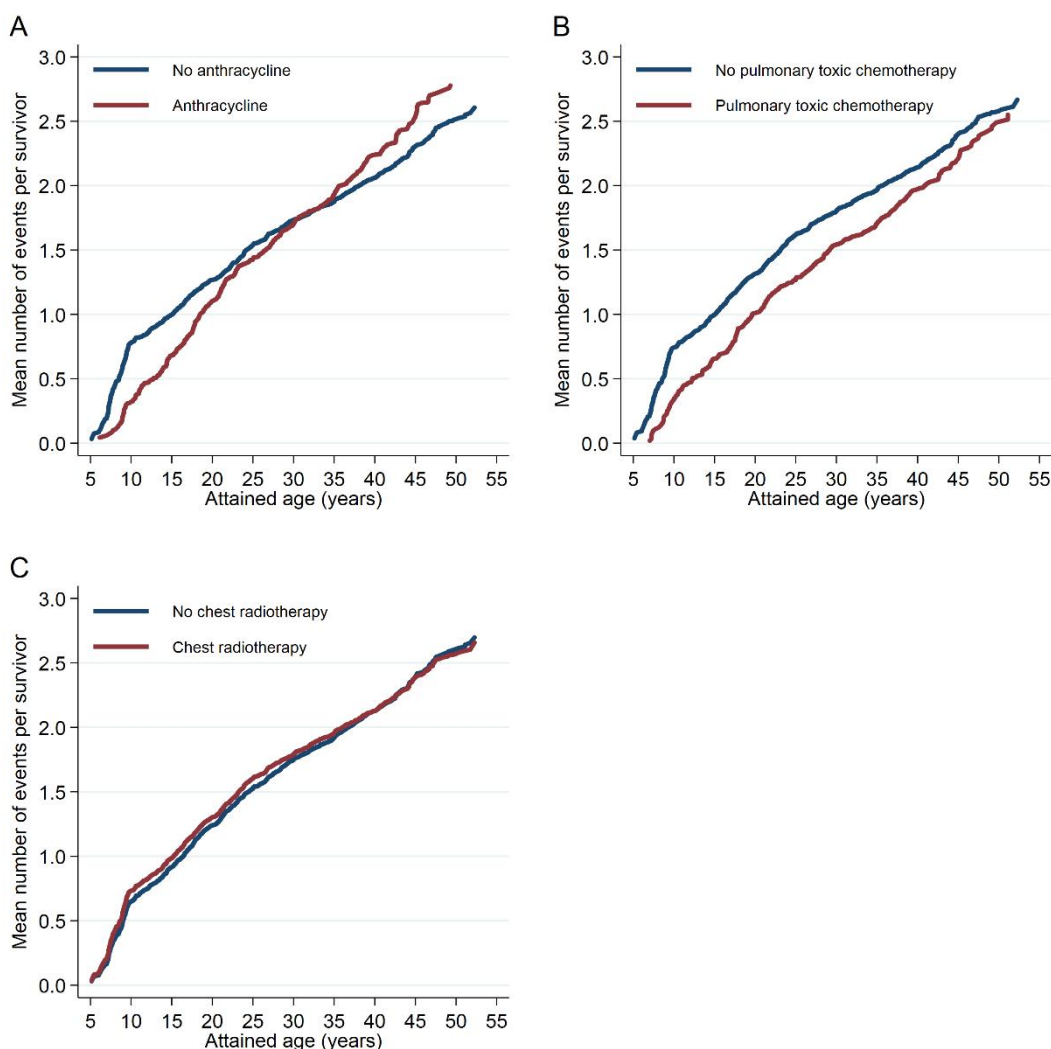 A
3.0
No anthracycline
Anthracycline
2.5
2.0
1.5
1.0
0.5
0.0
Mean number of events per survivor
5 10 15 20 25 30 35 40 45 50 55
Attained age (years)
B
3.0
No pulmonary toxic chemotherapy
Pulmonary toxic chemotherapy
2.5
2.0
1.5
1.0
0.5
0.0
Mean number of events per survivor
5 10 15 20 25 30 35 40 45 50 55
Attained age (years)
C
3.0
No chest radiotherapy
Chest radiotherapy
2.5
2.0
1.5
1.0
0.5
0.0
Mean number of events per survivor
5 10 15 20 25 30 35 40 45 50 55
Attained age (years)